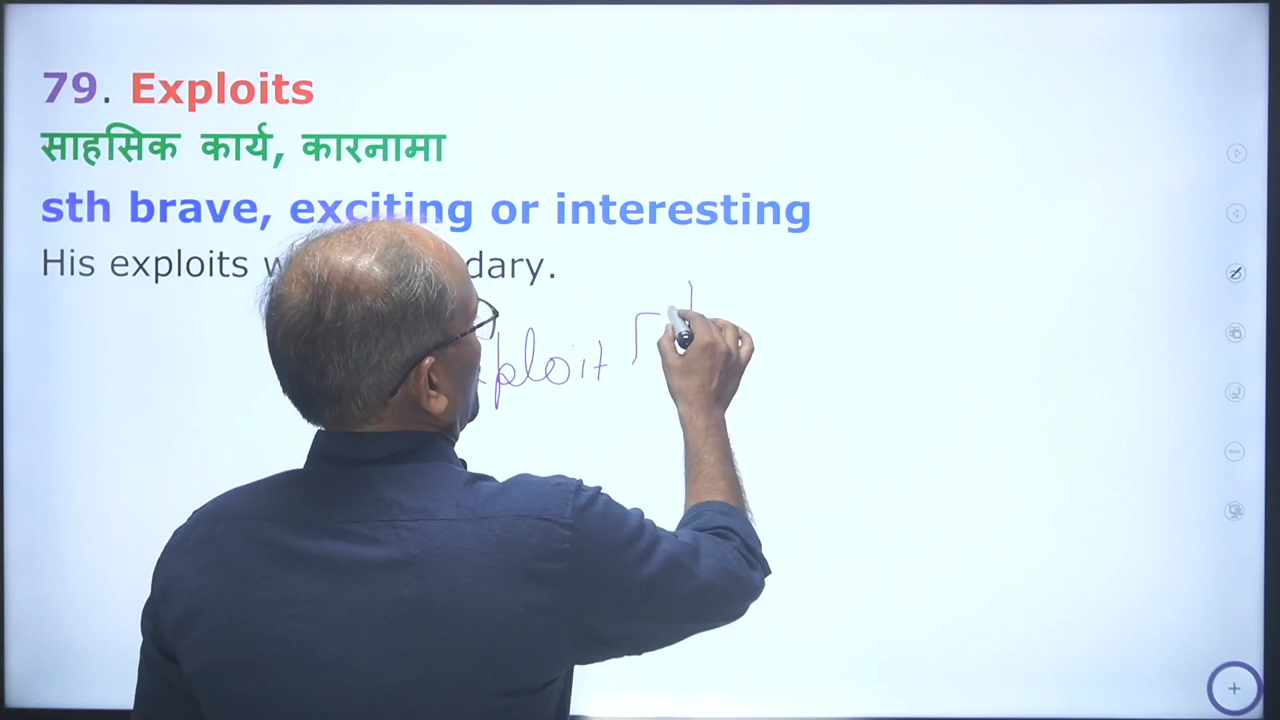 79. Exploits
साहसिक कार्य, कारनामा
sth brave, exciting or interesting
His exploits dary.
ploit